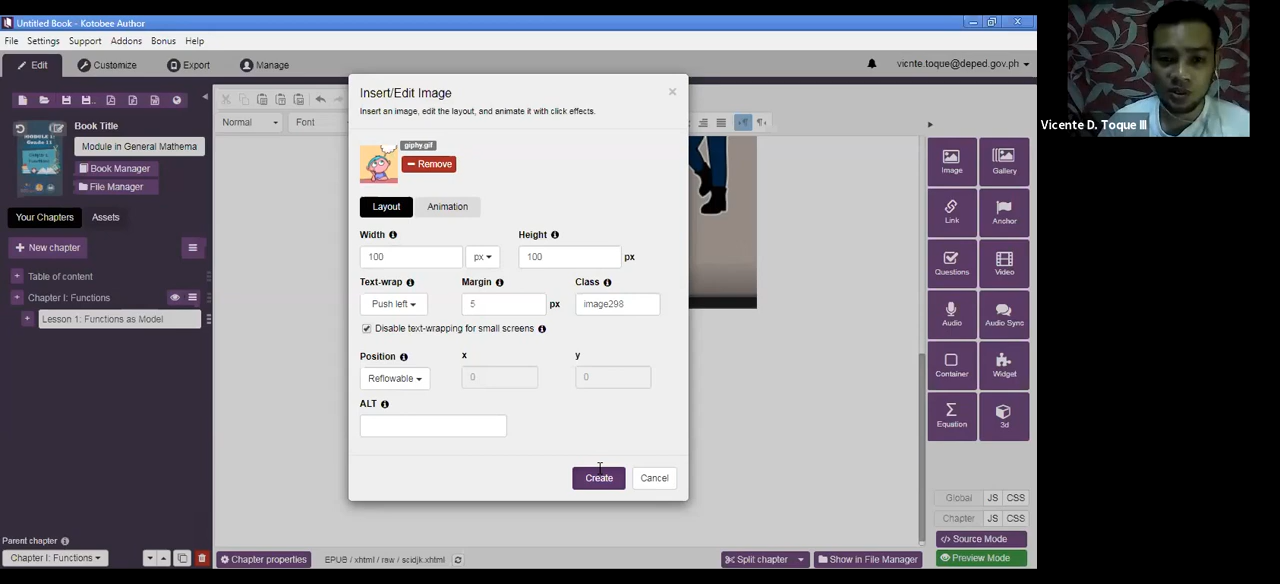 Untitled Book - Kotobee Author
File Settings Support Addons Bonus Help
Edit Customize Export Manage vicnte.toque@deped.gov.ph
Book Title
Module in General Mathema
Book Manager
File Manager
Your Chapters Assets
New chapter
Table of content
Chapter I: Functions
Lesson 1: Functions as Model
Parent chapter
Chapter I: Functions
Normal Font
Insert/Edit Image
Insert an image, edit the layout, and animate it with click effects.
giphy.gif
Remove
Layout Animation
Width Height
100 px 100 px
Text-wrap Margin Class
Push left 5 px image298
Disable text-wrapping for small screens
Position x y
Reflowable 0 0
ALT
Create Cancel
Chapter properties EPUB / xhtml / raw / scidjk.xhtml Split chapter Show in File Manager
Image Gallery
Link Anchor
Questions Video
Audio Audio Sync
Container Widget
Equation 3d
Global JS CSS
Chapter JS CSS
Source Mode
Preview Mode
Vicente D. Toque III